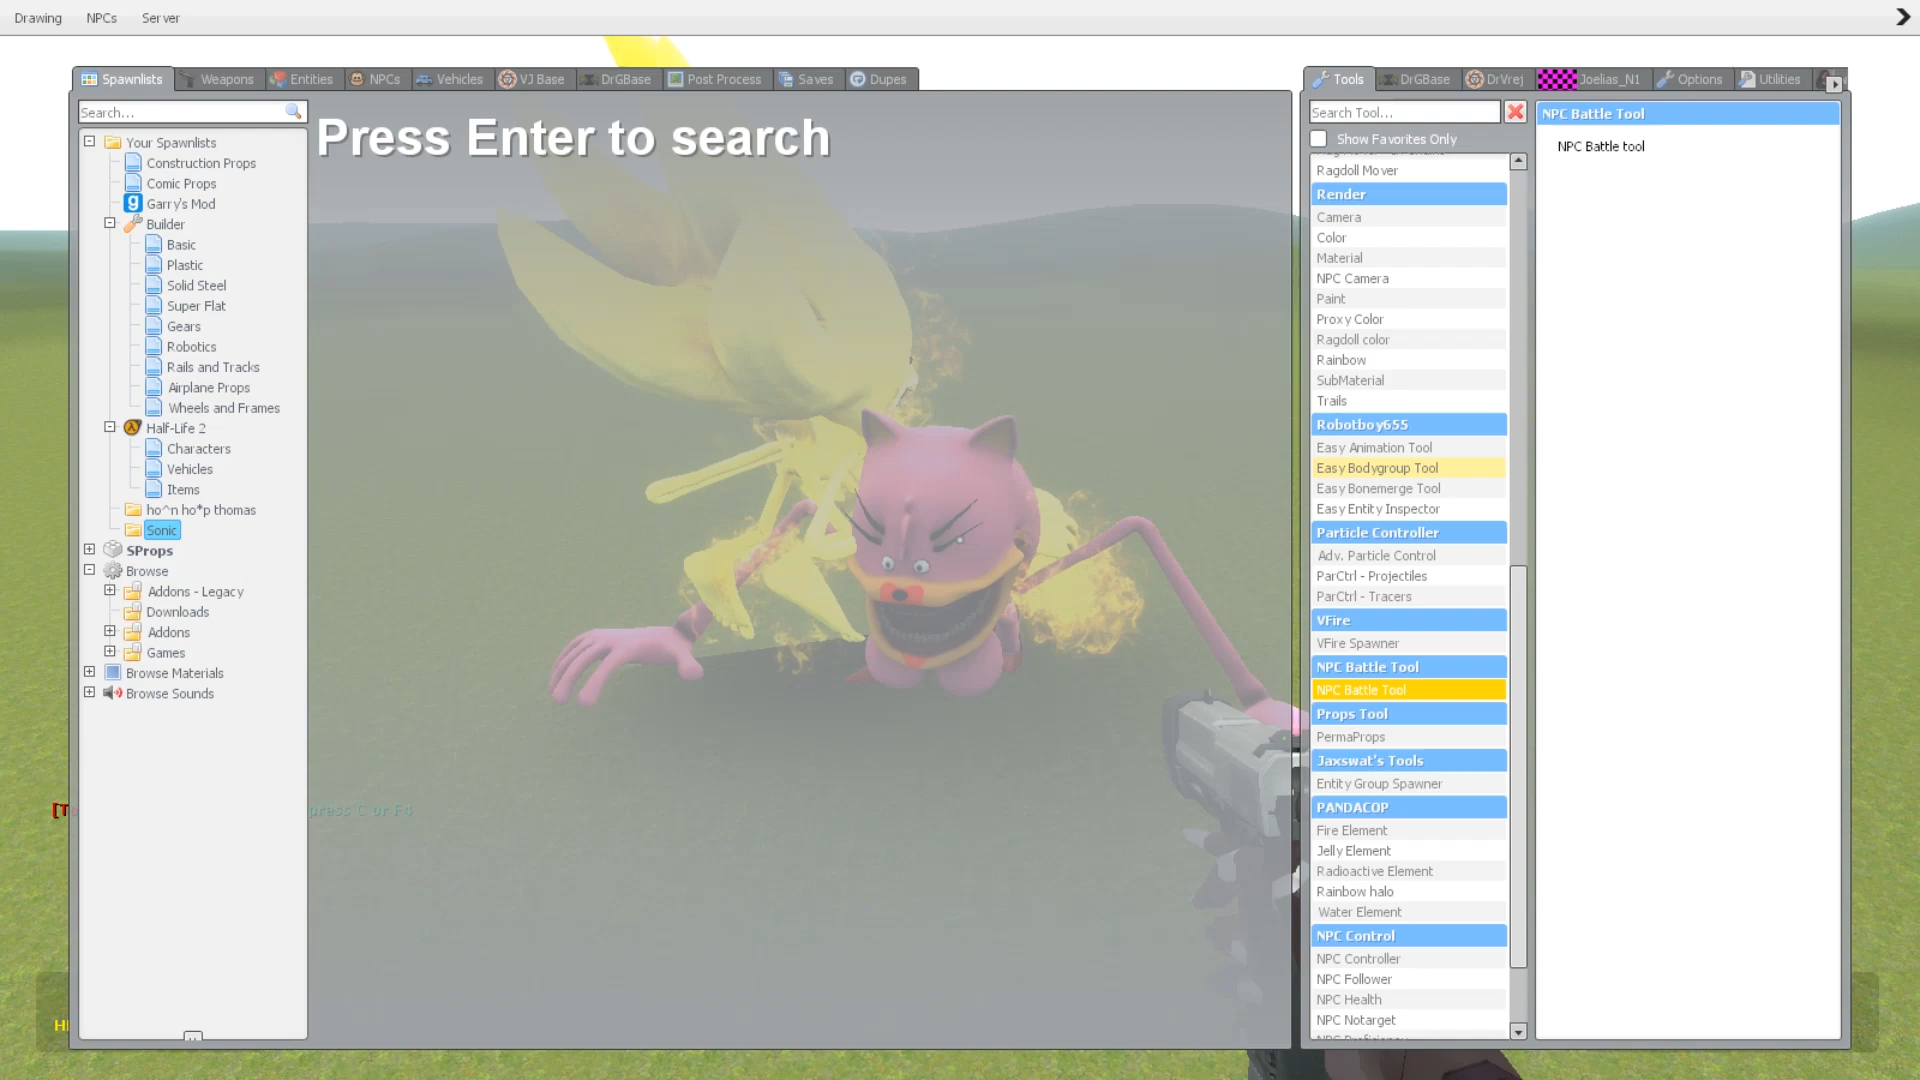 Drawing NPCs Server
Spawnlists Weapons Entities NPCs Vehicles VJ Base DrGBase Post Process Saves Dupes
Search...
Press Enter to search
Your Spawnlists
Construction Props
Comic Props
Garry's Mod
Builder
Basic
Plastic
Solid Steel
Super Flat
Gears
Robotics
Rails and Tracks
Airplane Props
Wheels and Frames
Half-Life 2
Characters
Vehicles
Items
ho^n ho*p thomas
Sonic
SProps
Browse
Addons - Legacy
Downloads
Addons
Games
Browse Materials
Browse Sounds
press C or F4
Tools DrGBase DrVrej Joelias_N1 Options Utilities
Search Tool...
Show Favorites Only
Ragdoll Mover
Render
Camera
Color
Material
NPC Camera
Paint
Proxy Color
Ragdoll color
Rainbow
SubMaterial
Trails
Robotboy655
Easy Animation Tool
Easy Bodygroup Tool
Easy Bonemerge Tool
Easy Entity Inspector
Particle Controller
Adv. Particle Control
ParCtrl - Projectiles
ParCtrl - Tracers
VFire
VFire Spawner
NPC Battle Tool
NPC Battle Tool
Props Tool
PermaProps
Jaxswat's Tools
Entity Group Spawner
PANDACOP
Fire Element
Jelly Element
Radioactive Element
Rainbow halo
Water Element
NPC Control
NPC Controller
NPC Follower
NPC Health
NPC Notarget
NPC Battle Tool
NPC Battle tool